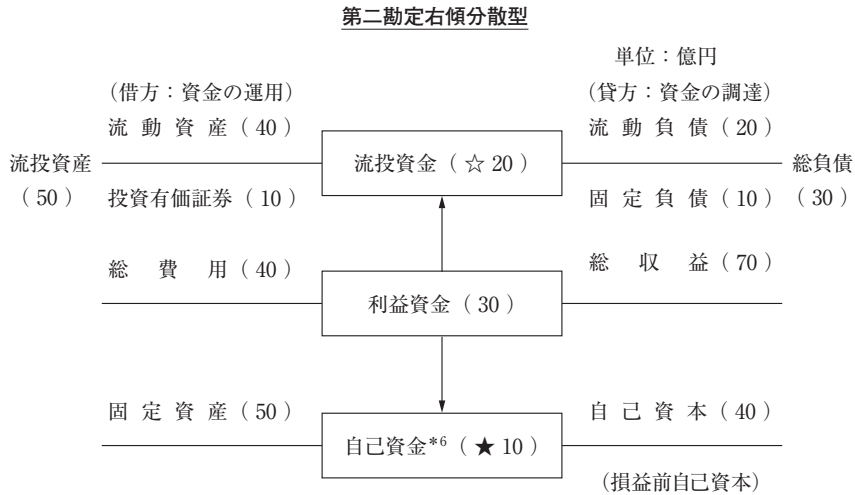 第二勘定右傾分散型
単位：億円
（借方：資金の運用）　（貸方：資金の調達）
流動資産（40）　流動負債（20）
流投資産　流投資金（☆20）　総負債
（50）　投資有価証券（10）　固定負債（10）　（30）
総費用（40）　総収益（70）
利益資金（30）
固定資産（50）　自己資本（40）
自己資金*6（★10）
（損益前自己資本）